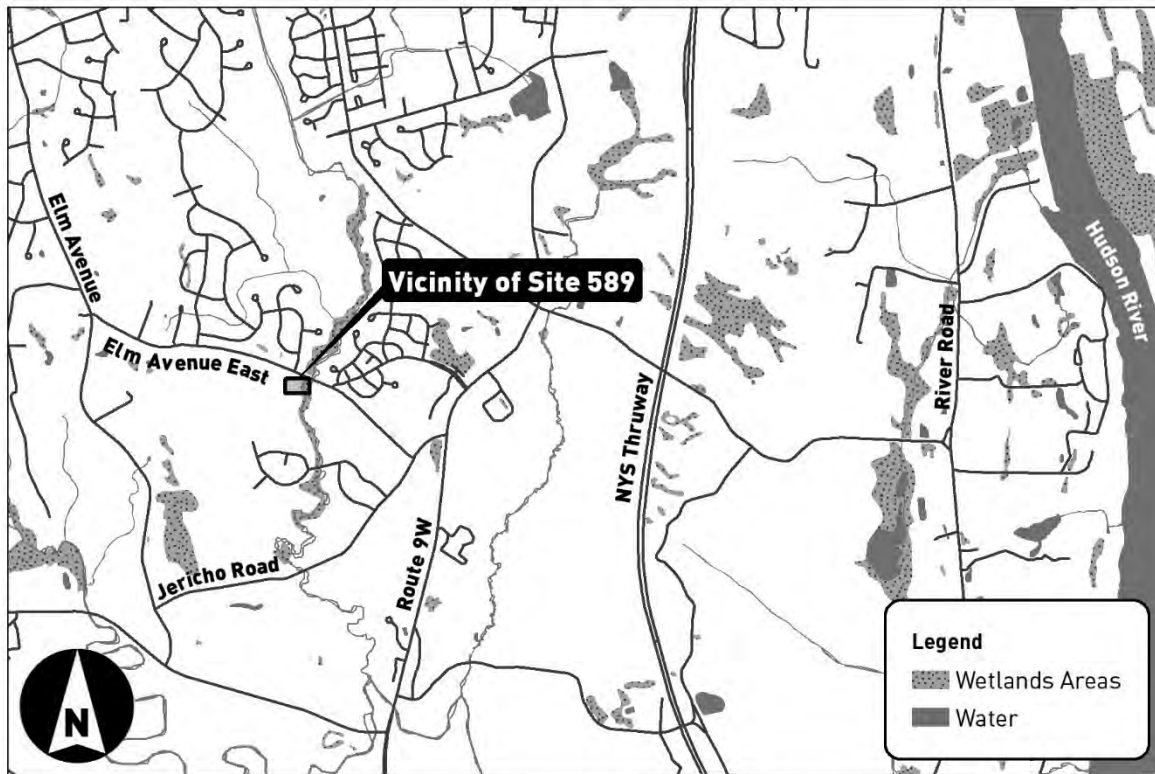 Elm Avenue
Hudson River
Vicinity of Site 589
River Road
Elm Avenue East
NYS Thruway
Jericho Road
Route 9W
Legend
Wetlands Areas
Water
N